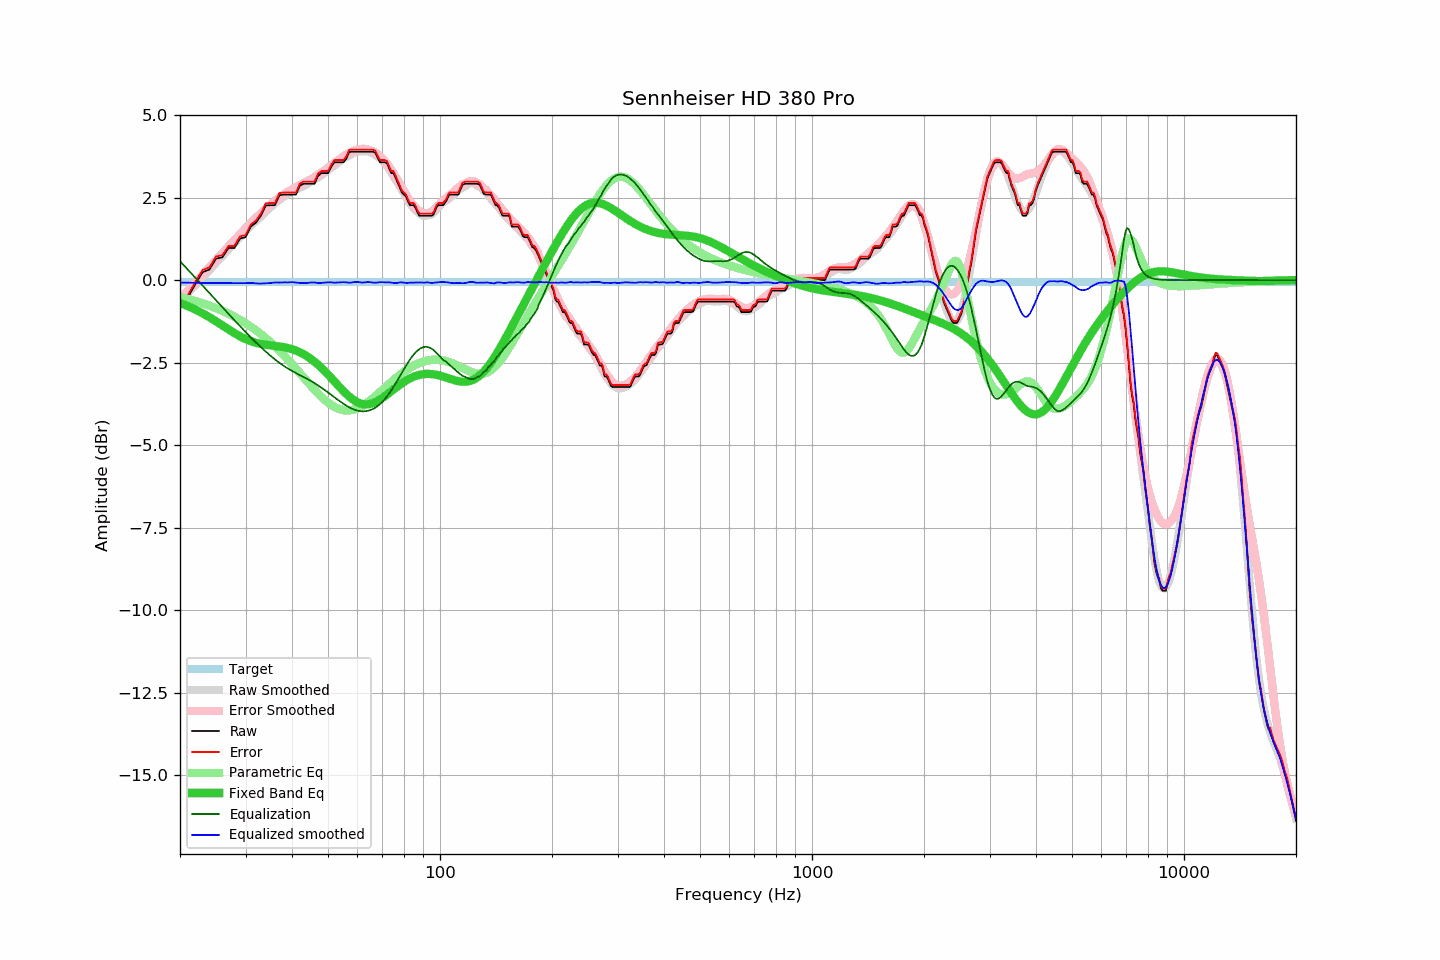 Sennheiser HD 380 Pro
5.0
2.5
0.0
−2.5
−5.0
−7.5
−10.0
−12.5
−15.0
Amplitude (dBr)
Target
Raw Smoothed
Error Smoothed
Raw
Error
Parametric Eq
Fixed Band Eq
Equalization
Equalized smoothed
100 1000 10000
Frequency (Hz)